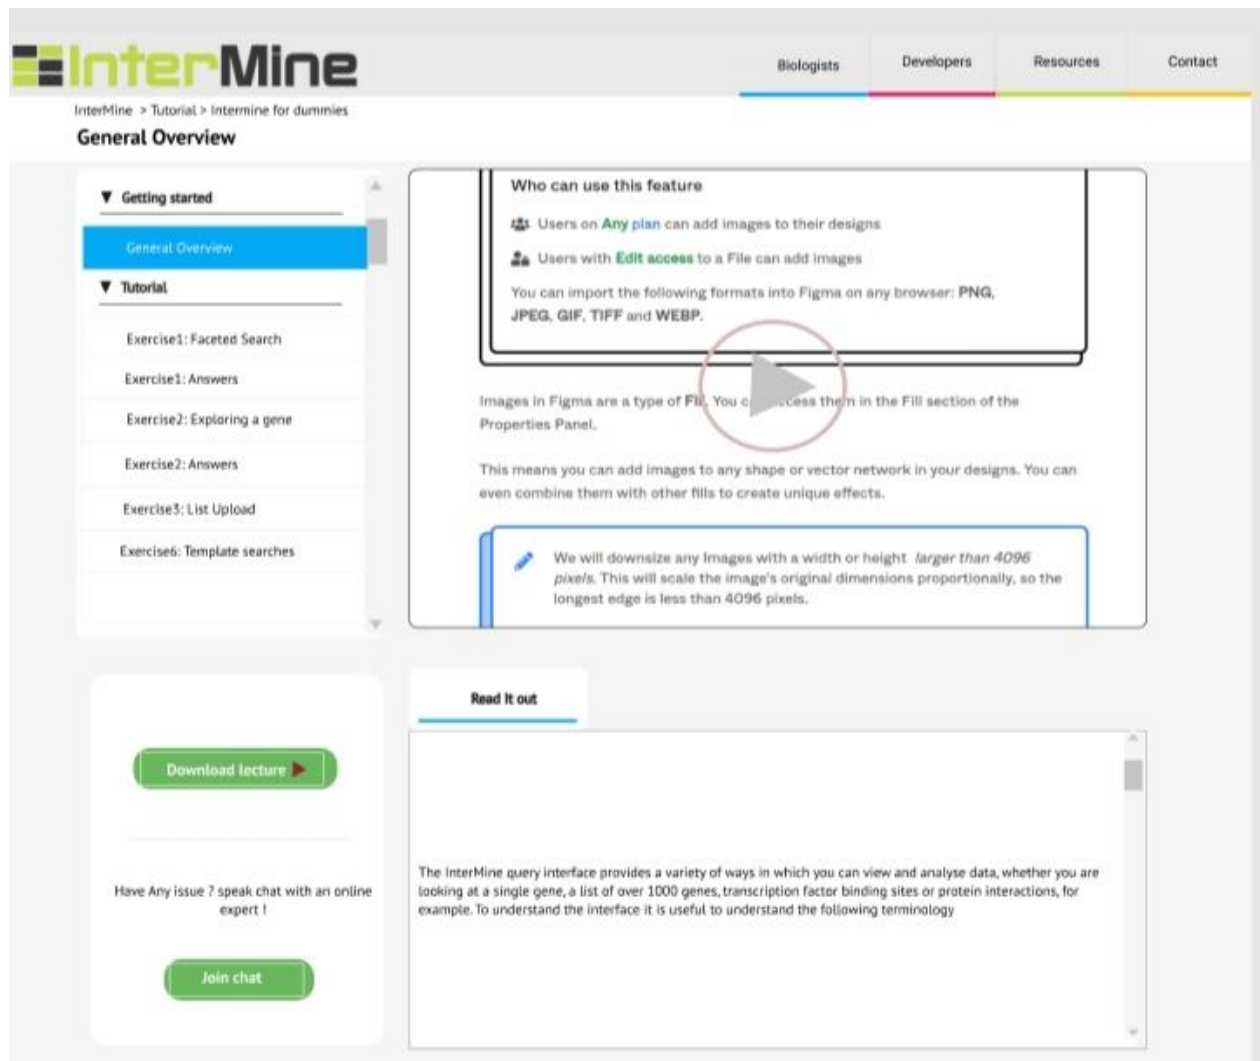 InterMine
Biologists
Developers
Resources
Contact
InterMine > Tutorial > Intermine for dummies
General Overview
▼ Getting started
General Overview
▼ Tutorial
Exercise1: Faceted Search
Exercise1: Answers
Exercise2: Exploring a gene
Exercise2: Answers
Exercise3: List Upload
Exercise6: Template searches
Who can use this feature
Users on Any plan can add images to their designs
Users with Edit access to a File can add images
You can import the following formats into Figma on any browser: PNG,
JPEG, GIF, TIFF and WEBP.
Images in Figma are a type of You them in the Fill section of the
Properties Panel.
This means you can add images to any shape or vector network in your designs. You can
even combine them with other fills to create unique effects.
We will downsize any Images with a width or height larger than 4096
pixels. This will scale the image's original dimensions proportionally, so the
longest edge is less than 4096 pixels.
Download lecture
Have Any issue ? speak chat with an online
expert !
Join chat
Read It out
The InterMine query interface provides a variety of ways in which you can view and analyse data, whether you are
looking at a single gene, a list of over 1000 genes, transcription factor binding sites or protein interactions, for
example. To understand the interface it is useful to understand the following terminology